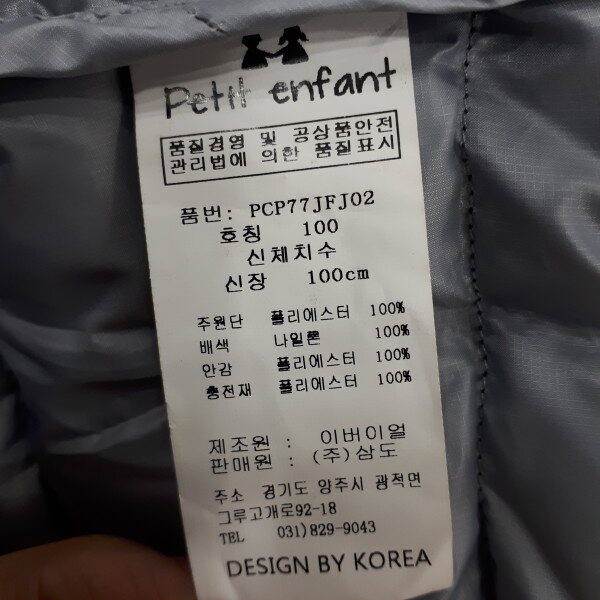 Petit enfant
품질경영 및 공상품안전
관리법에 의한 품질표시
품번: PCP77JFJ02
호칭 100
신체치수
신장 100cm
주원단 폴리에스터 100%
배색 나일론 100%
안감 폴리에스터 100%
충전재 폴리에스터 100%
제조원 : 이버이얼
판매원 : (주)삼도
주소 경기도 양주시 광적면
그루고개로92-18
TEL 031)829-9043
DESIGN BY KOREA